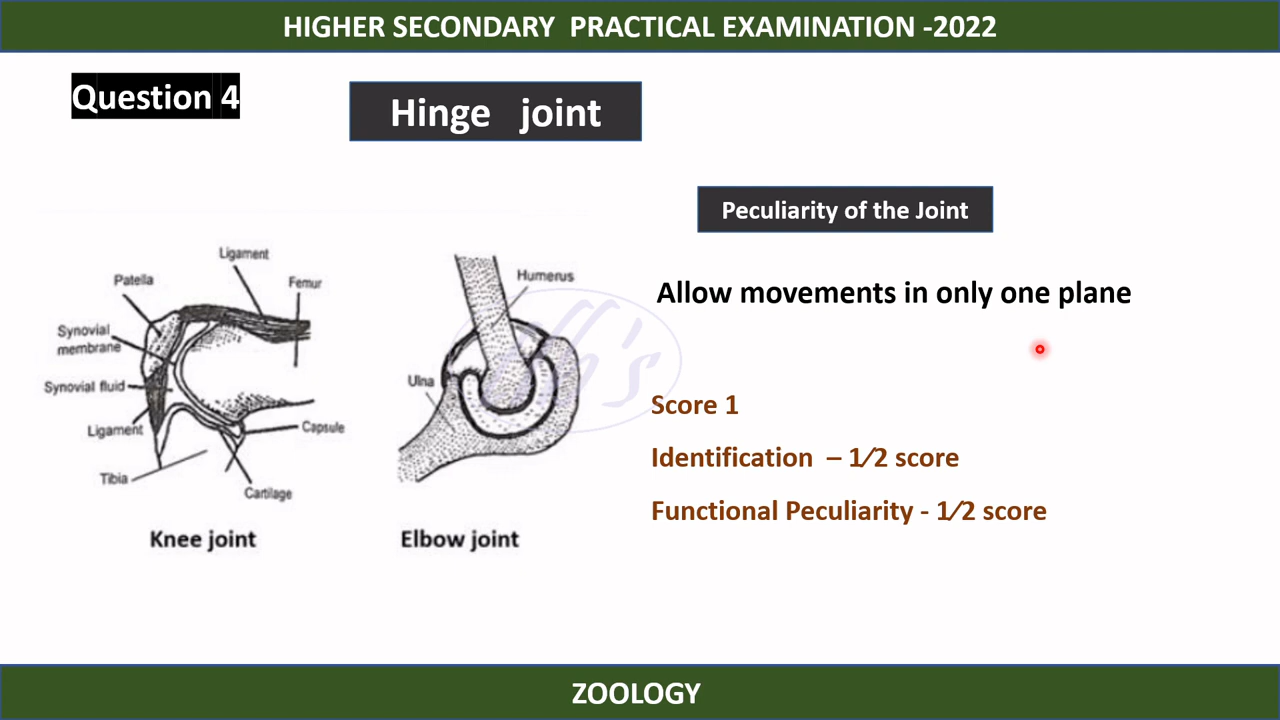 HIGHER SECONDARY PRACTICAL EXAMINATION -2022
Question 4
Hinge joint
Peculiarity of the Joint
Ligament
Patella
Femur
Synovial
membrane
Synovial fluid
Ligament
Capsule
Tibia
Cartilage
Knee joint
Humerus
Ulna
Elbow joint
Allow movements in only one plane
Score 1
Identification – 1/2 score
Functional Peculiarity - 1/2 score
ZOOLOGY